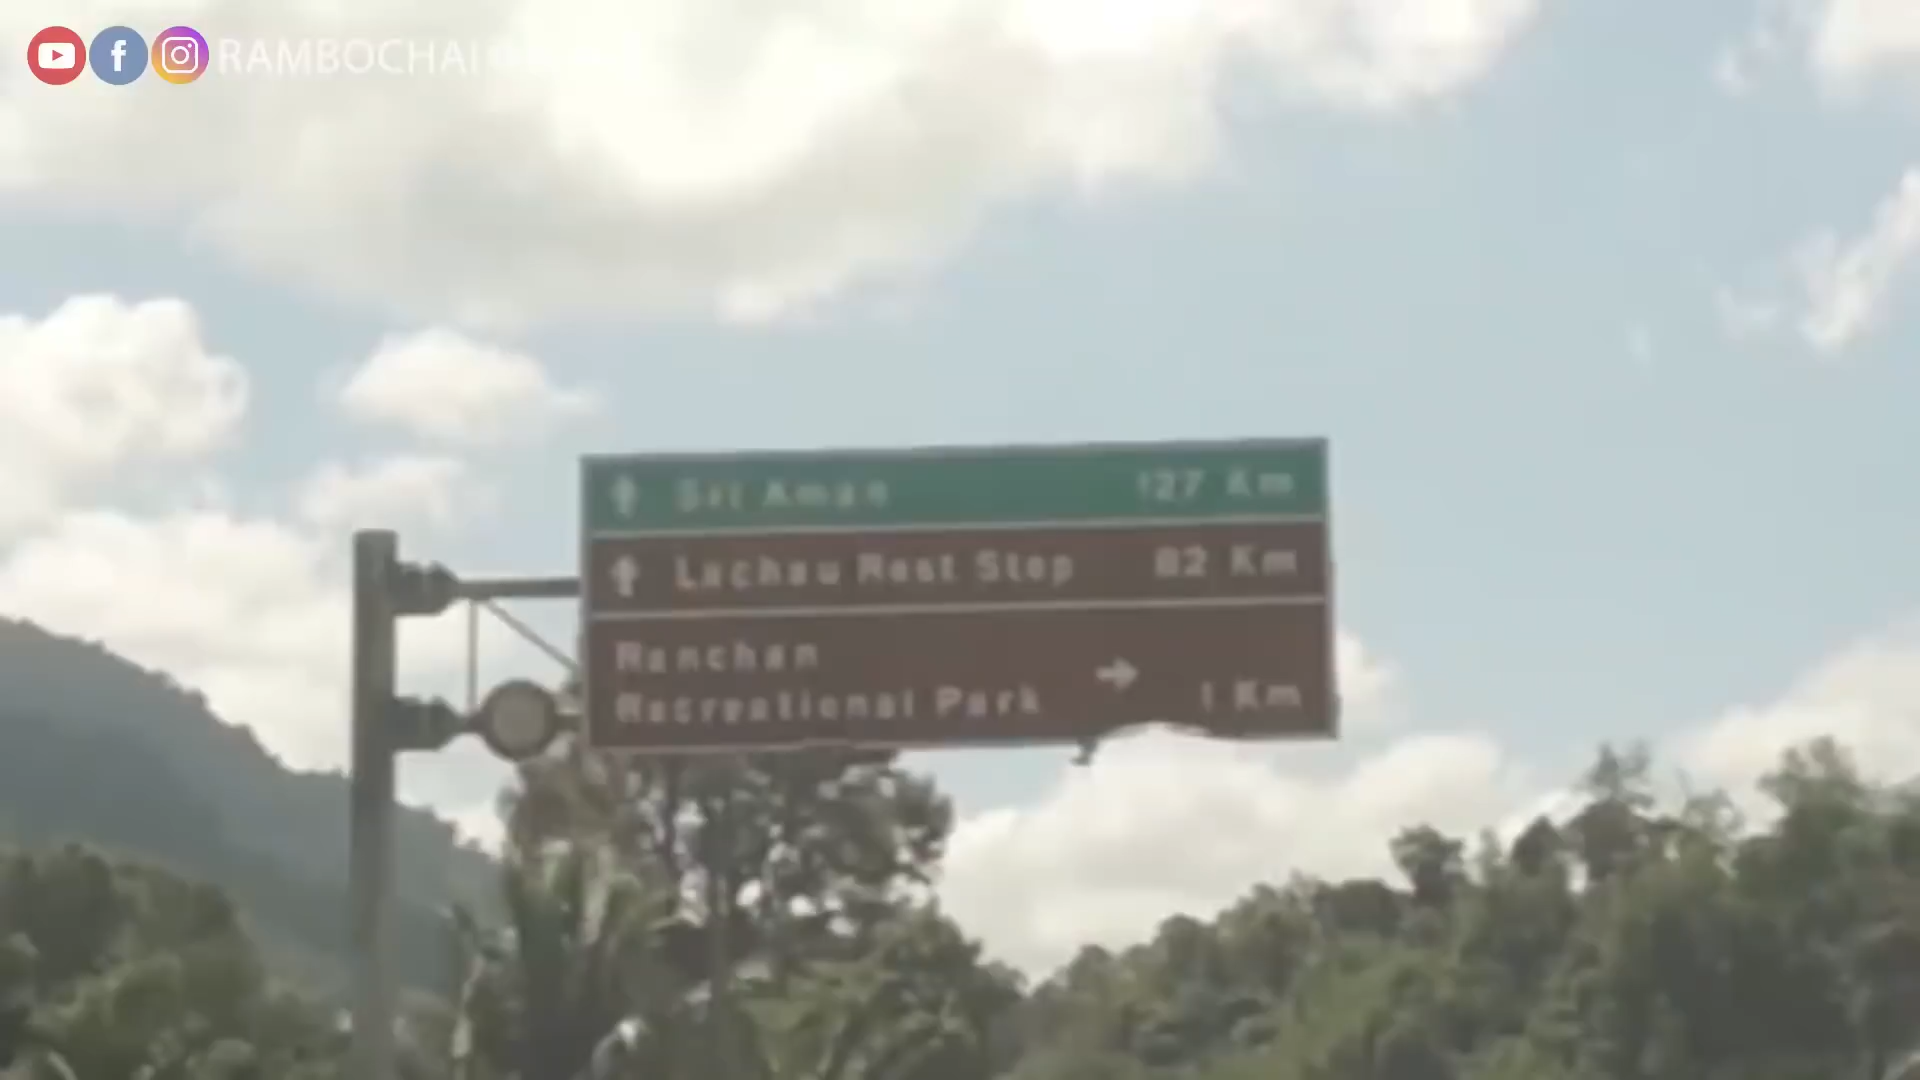 RAMBOCHAI
Sri Aman 127 Km
Lachau Rest Stop 82 Km
Ranchan
Recreational Park 1 Km